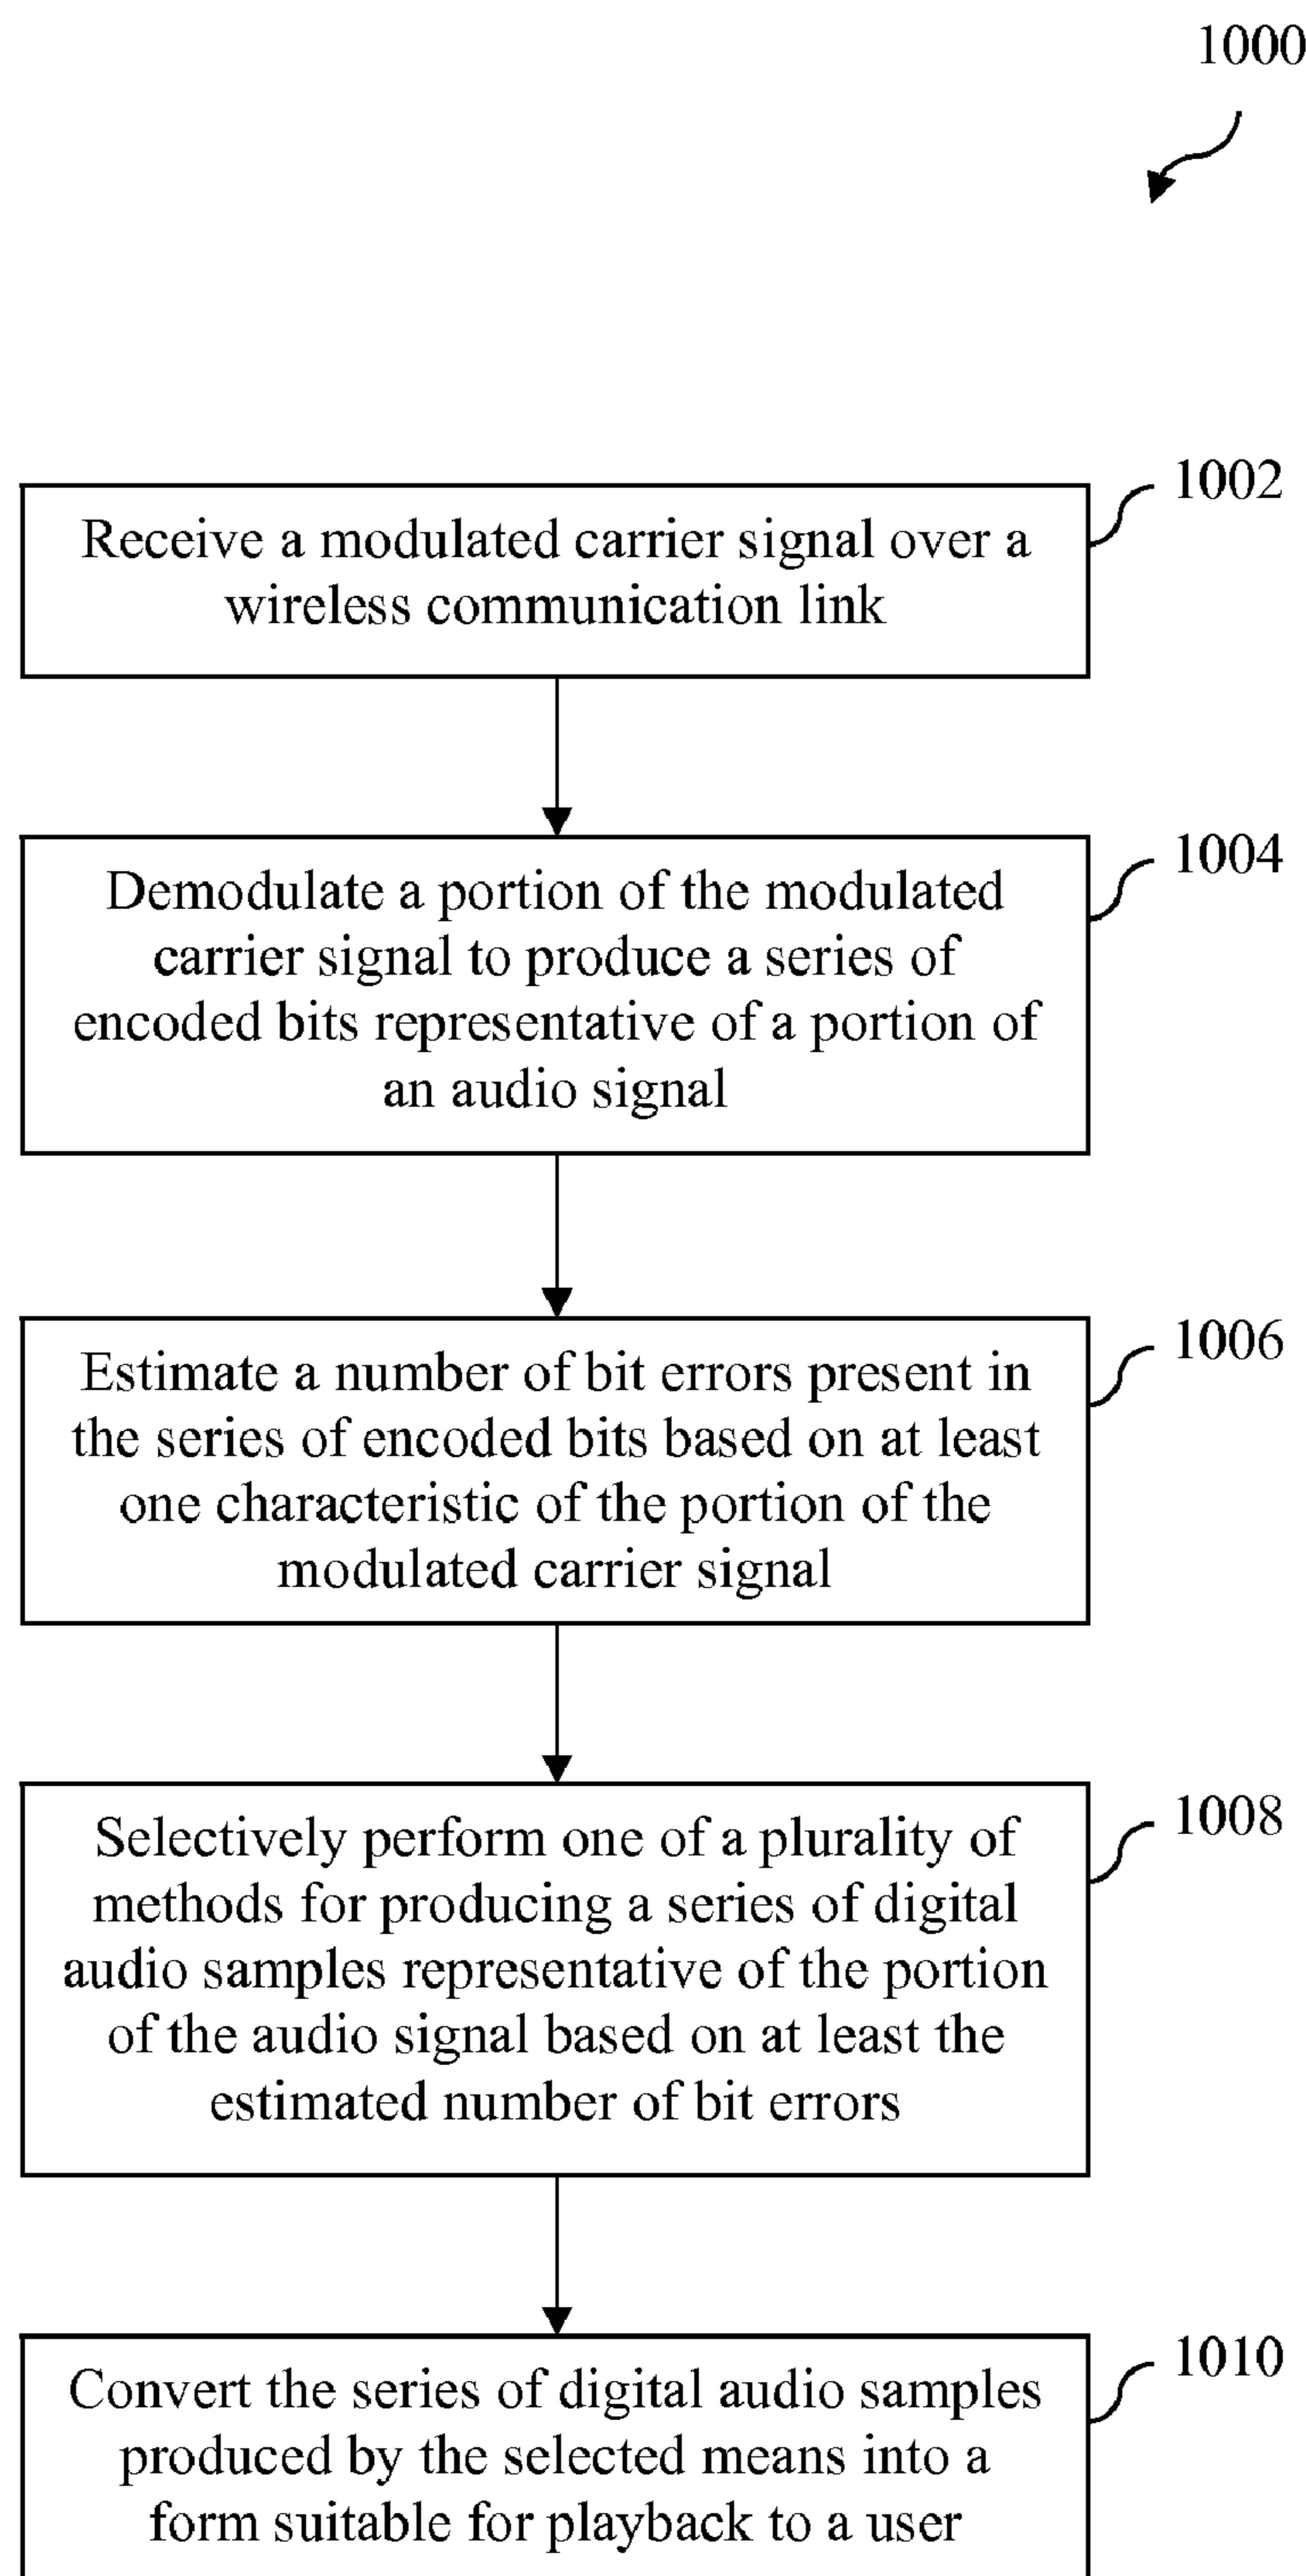 1000
1002
Receive a modulated carrier signal over a
wireless communication link
1004
Demodulate a portion of the modulated
carrier signal to produce a series of
encoded bits representative of a portion of
an audio signal
1006
Estimate a number of bit errors present in
the series of encoded bits based on at least
one characteristic of the portion of the
modulated carrier signal
1008
Selectively perform one of a plurality of
methods for producing a series of digital
audio samples representative of the portion
of the audio signal based on at least the
estimated number of bit errors
1010
Convert the series of digital audio samples
produced by the selected means into a
form suitable for playback to a user